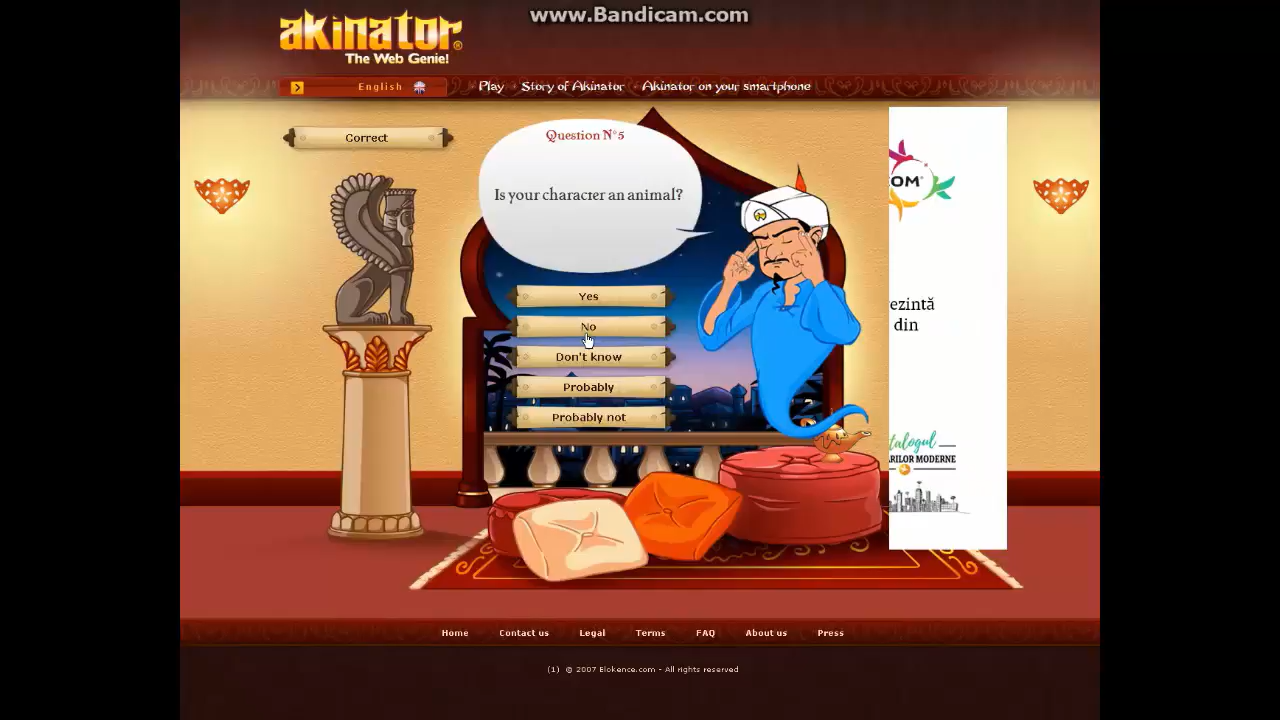 www.Bandicam.com
akinator®
The Web Genie!
English
Play
Story of Akinator
Akinator on your smartphone
Correct
Question N°5
Is your character an animal?
Yes
No
Don't know
Probably
Probably not
OM®
ezintă
din
talogul
ARILOR MODERNE
Home
Contact us
Legal
Terms
FAQ
About us
Press
(1) © 2007 Elokence.com - All rights reserved